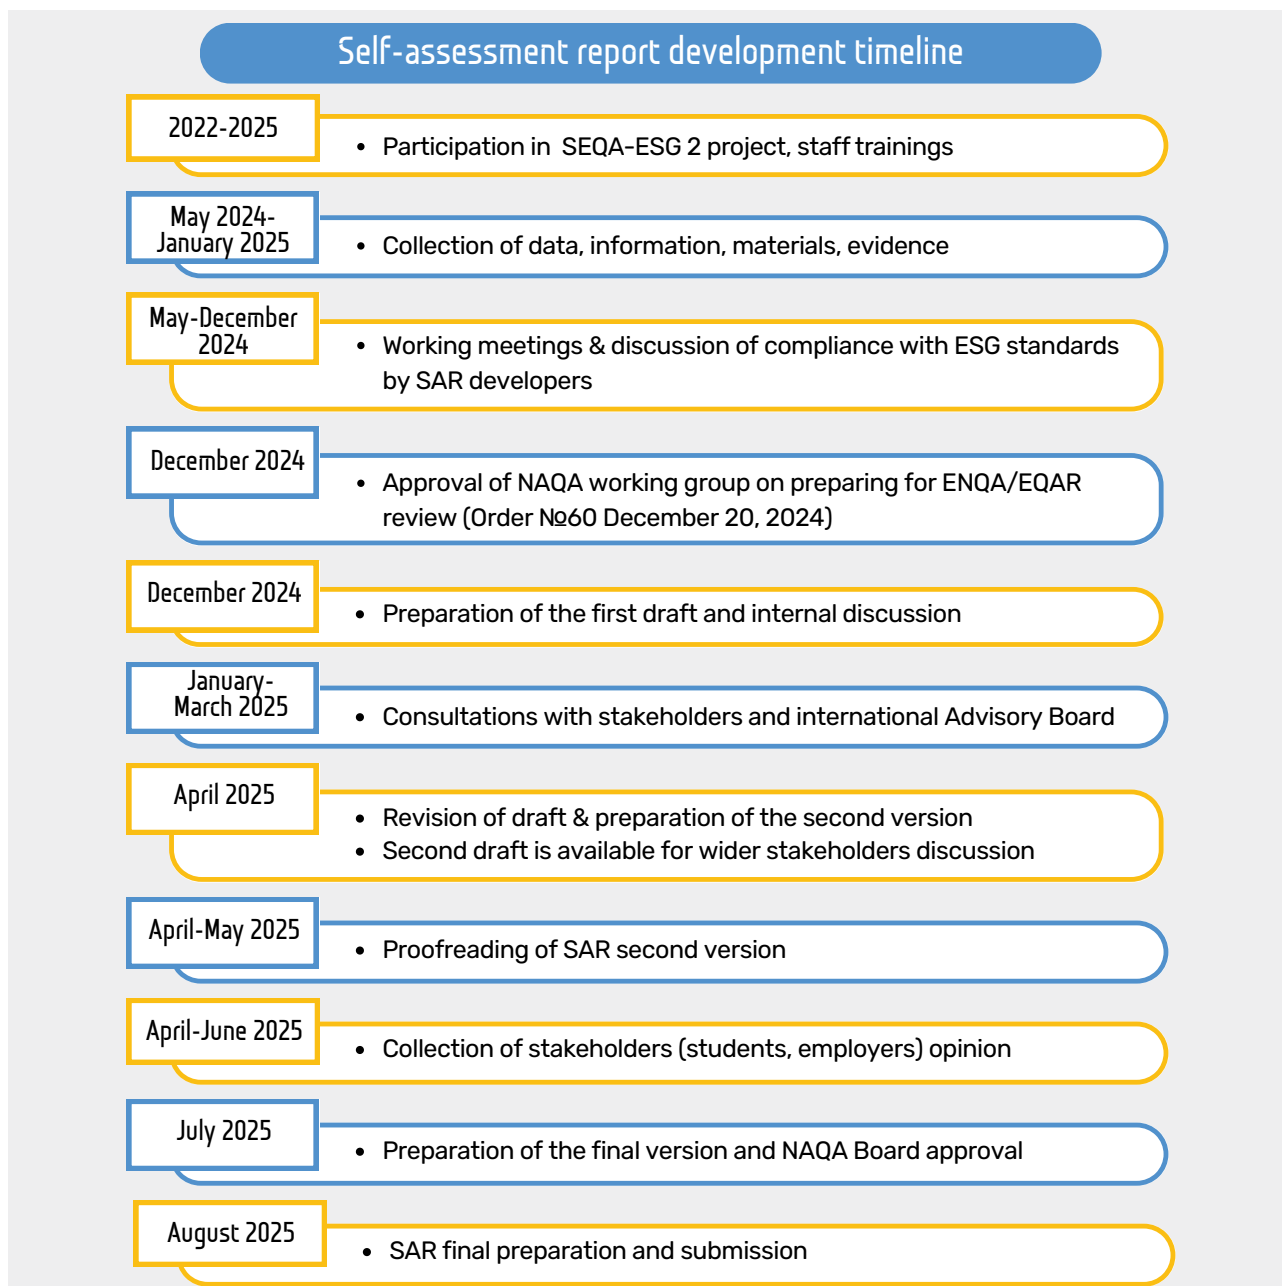 Self-assessment report development timeline
2022-2025
• Participation in SEQA-ESG 2 project, staff trainings
May 2024-
January 2025
• Collection of data, information, materials, evidence
May-December
2024
• Working meetings & discussion of compliance with ESG standards
by SAR developers
December 2024
• Approval of NAQA working group on preparing for ENQA/EQAR
review (Order №60 December 20, 2024)
December 2024
• Preparation of the first draft and internal discussion
January-
March 2025
• Consultations with stakeholders and international Advisory Board
April 2025
• Revision of draft & preparation of the second version
• Second draft is available for wider stakeholders discussion
April-May 2025
• Proofreading of SAR second version
April-June 2025
• Collection of stakeholders (students, employers) opinion
July 2025
• Preparation of the final version and NAQA Board approval
August 2025
• SAR final preparation and submission